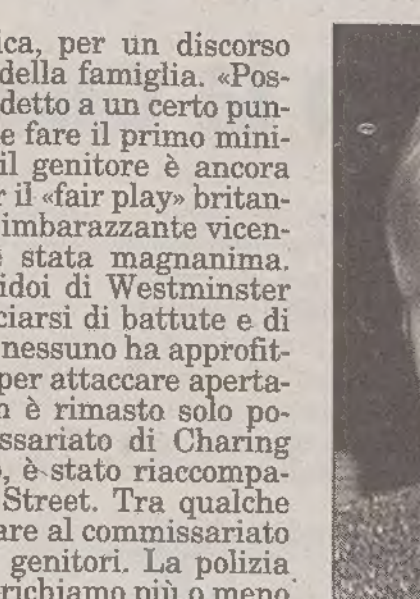 ica, per un discorso
della famiglia. «Pos-
detto a un certo pun-
e fare il primo mini-
il genitore è ancora
r il «fair play» britan-
imbarazzante vicen-
è stata magnanima.
idoi di Westminster
ciarsi di battute e di
nessuno ha approfit-
per attaccare aperta-
n è rimasto solo po-
ssariato di Charing
o, è stato riaccompa-
Street. Tra qualche
are al commissariato
genitori. La polizia
richiamo più o meno